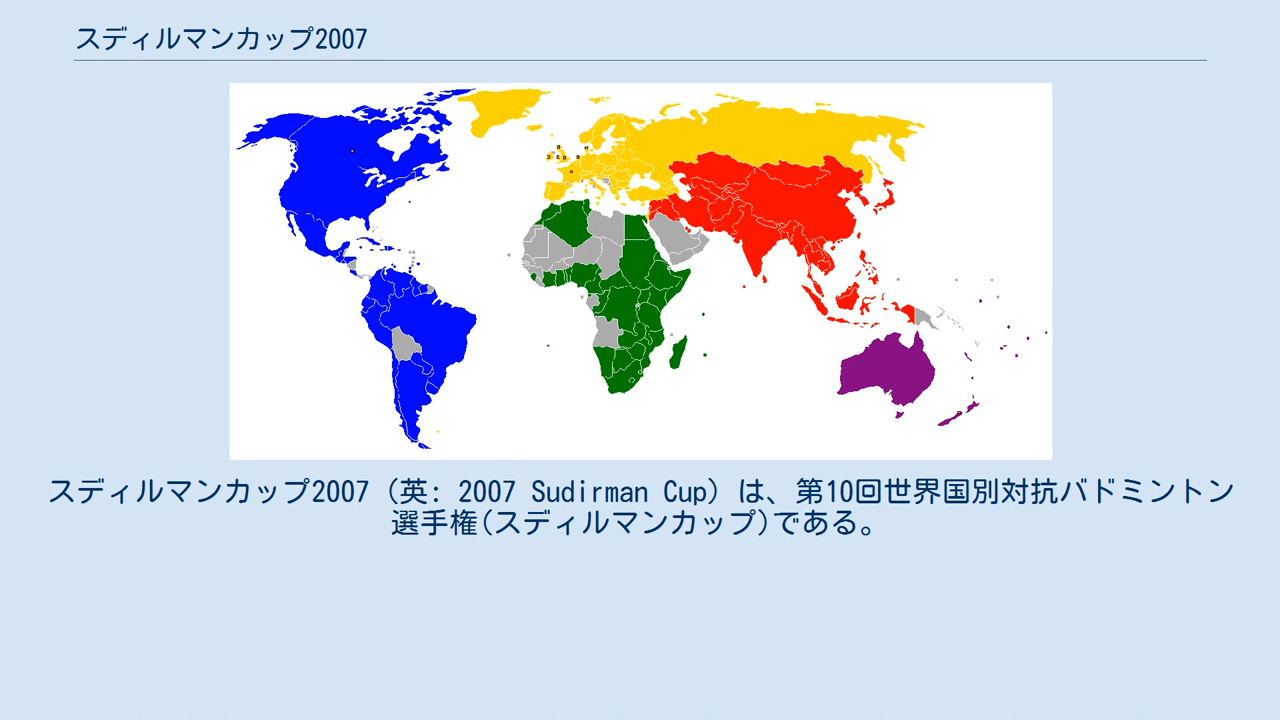 スディルマンカップ2007
スディルマンカップ2007（英: 2007 Sudirman Cup）は、第10回世界国別対抗バドミントン
選手権(スディルマンカップ)である。